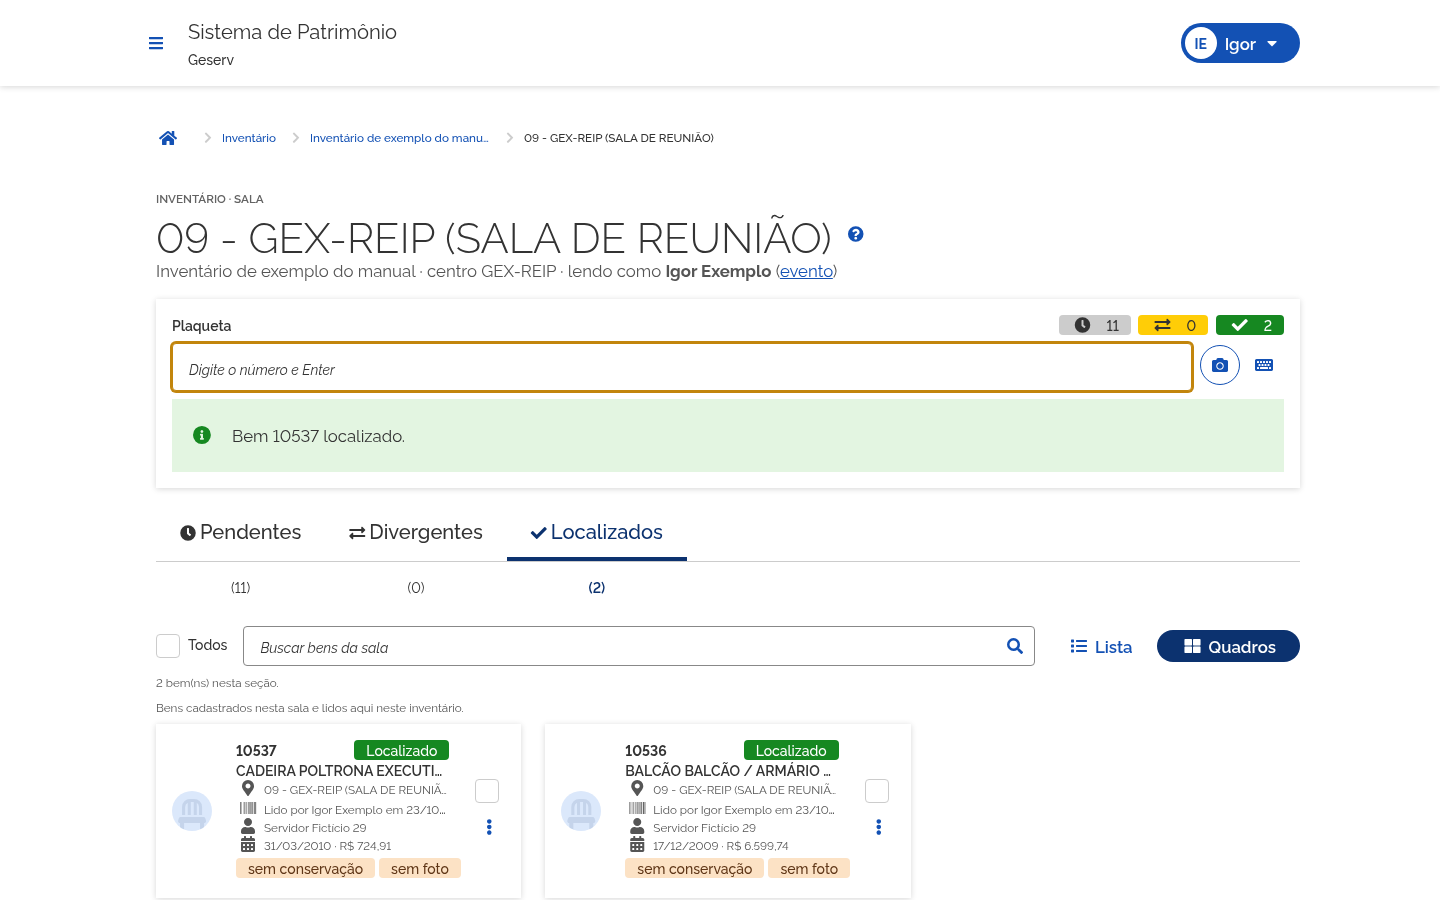 Sistema de Patrimônio
Geserv
IE Igor
Inventário
Inventário de exemplo do manu...
09 - GEX-REIP (SALA DE REUNIÃO)
INVENTÁRIO · SALA
09 - GEX-REIP (SALA DE REUNIÃO)
Inventário de exemplo do manual · centro GEX-REIP · lendo como Igor Exemplo (evento)
Plaqueta
11
0
2
Digite o número e Enter
Bem 10537 localizado.
Pendentes
Divergentes
Localizados
(11)
(0)
(2)
Todos
Buscar bens da sala
Lista
Quadros
2 bem(ns) nesta seção.
Bens cadastrados nesta sala e lidos aqui neste inventário.
10537
Localizado
CADEIRA POLTRONA EXECUTI...
09 - GEX-REIP (SALA DE REUNIÃ...
Lido por Igor Exemplo em 23/10...
Servidor Fictício 29
31/03/2010 · R$ 724,91
sem conservação
sem foto
10536
Localizado
BALCÃO BALCÃO / ARMÁRIO ...
09 - GEX-REIP (SALA DE REUNIÃ...
Lido por Igor Exemplo em 23/10...
Servidor Fictício 29
17/12/2009 · R$ 6.599,74
sem conservação
sem foto